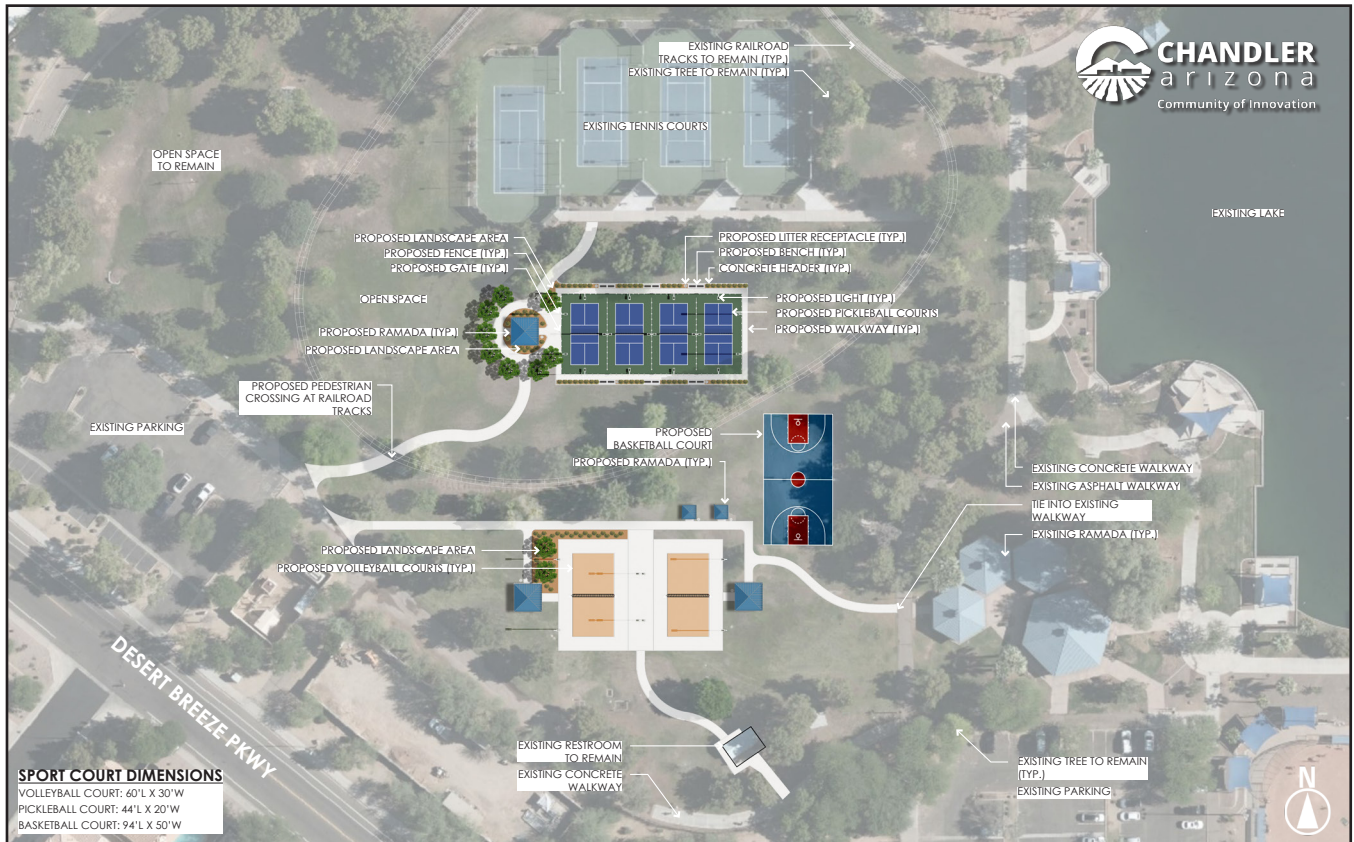 CHANDLER
arizona
Community of Innovation
EXISTING RAILROAD
TRACKS TO REMAIN (TYP.)
EXISTING TREE TO REMAIN (TYP.)
EXISTING TENNIS COURTS
OPEN SPACE
TO REMAIN
EXISTING LAKE
PROPOSED LANDSCAPE AREA
PROPOSED FENCE (TYP.)
PROPOSED GATE (TYP.)
PROPOSED LITTER RECEPTACLE (TYP.)
PROPOSED BENCH (TYP.)
CONCRETE HEADER (TYP.)
OPEN SPACE
PROPOSED LIGHT (TYP.)
PROPOSED PICKLEBALL COURTS
PROPOSED WALKWAY (TYP.)
PROPOSED RAMADA (TYP.)
PROPOSED LANDSCAPE AREA
PROPOSED PEDESTRIAN
CROSSING AT RAILROAD
TRACKS
EXISTING PARKING
PROPOSED
BASKETBALL COURT
PROPOSED RAMADA (TYP.)
EXISTING CONCRETE WALKWAY
EXISTING ASPHALT WALKWAY
TIE INTO EXISTING
WALKWAY
EXISTING RAMADA (TYP.)
PROPOSED LANDSCAPE AREA
PROPOSED VOLLEYBALL COURTS (TYP.)
DESERT BREEZE PKWY
EXISTING RESTROOM
TO REMAIN
EXISTING CONCRETE
WALKWAY
EXISTING TREE TO REMAIN
(TYP.)
EXISTING PARKING
SPORT COURT DIMENSIONS
VOLLEYBALL COURT: 60'L X 30'W
PICKLEBALL COURT: 44'L X 20'W
BASKETBALL COURT: 94'L X 50'W
N